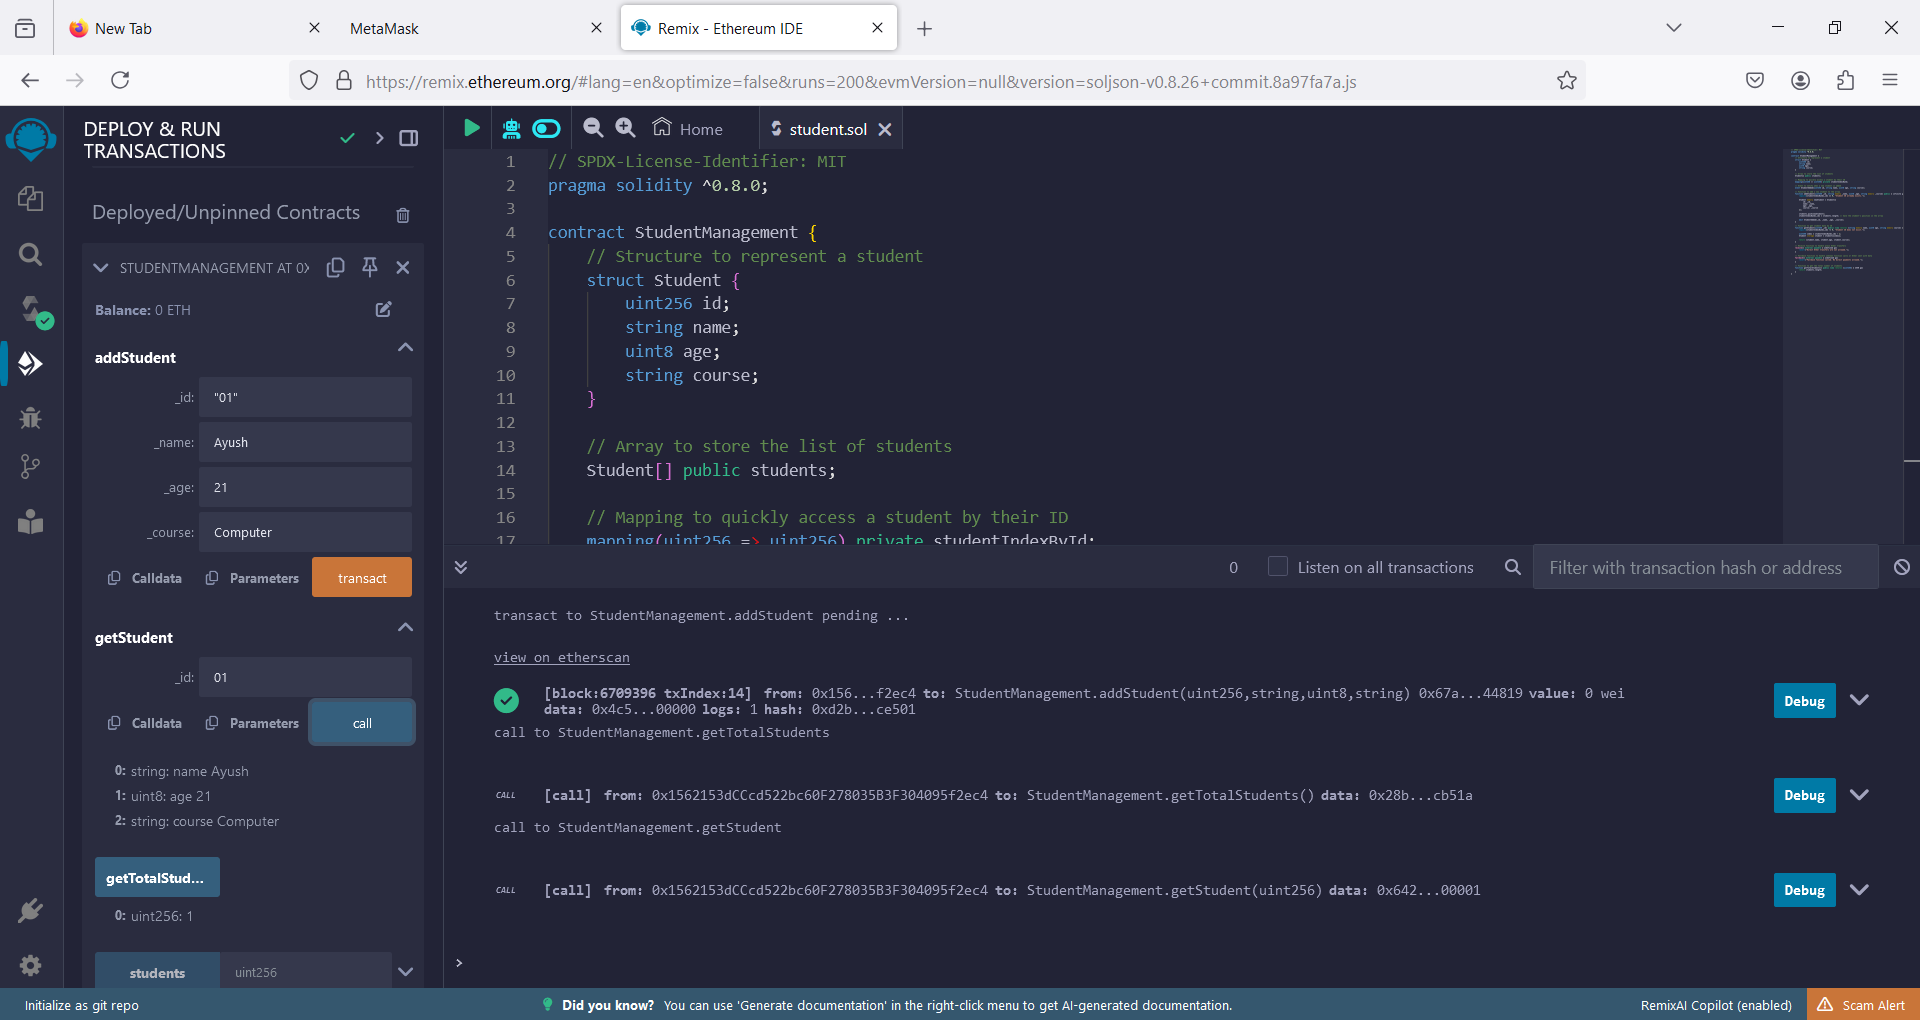 New Tab
MetaMask
Remix - Ethereum IDE
https://remix.ethereum.org/#lang=en&optimize=false&runs=200&evmVersion=null&version=soljson-v0.8.26+commit.8a97fa7a.js
DEPLOY & RUN
TRANSACTIONS
Deployed/Unpinned Contracts
STUDENTMANAGEMENT AT 0X
Balance: 0 ETH
addStudent
_id: "01"
_name: Ayush
_age: 21
_course: Computer
Calldata Parameters transact
getStudent
_id: 01
Calldata Parameters call
0: string: name Ayush
1: uint8: age 21
2: string: course Computer
getTotalStud...
0: uint256: 1
students uint256
Home
student.sol
1 // SPDX-License-Identifier: MIT
2 pragma solidity ^0.8.0;
3
4 contract StudentManagement {
5 // Structure to represent a student
6 struct Student {
7 uint256 id;
8 string name;
9 uint8 age;
10 string course;
11 }
12
13 // Array to store the list of students
14 Student[] public students;
15
16 // Mapping to quickly access a student by their ID
17 mapping(uint256 => uint256) private studentIndexById;
0 Listen on all transactions Filter with transaction hash or address
transact to StudentManagement.addStudent pending ...
view on etherscan
[block:6709396 txIndex:14] from: 0x156...f2ec4 to: StudentManagement.addStudent(uint256,string,uint8,string) 0x67a...44819 value: 0 wei
data: 0x4c5...00000 logs: 1 hash: 0xd2b...ce501
Debug
call to StudentManagement.getTotalStudents
CALL [call] from: 0x1562153dCCcd522bc60F278035B3F304095f2ec4 to: StudentManagement.getTotalStudents() data: 0x28b...cb51a
Debug
call to StudentManagement.getStudent
CALL [call] from: 0x1562153dCCcd522bc60F278035B3F304095f2ec4 to: StudentManagement.getStudent(uint256) data: 0x642...00001
Debug
>
Initialize as git repo
Did you know? You can use 'Generate documentation' in the right-click menu to get AI-generated documentation.
RemixAI Copilot (enabled)
Scam Alert